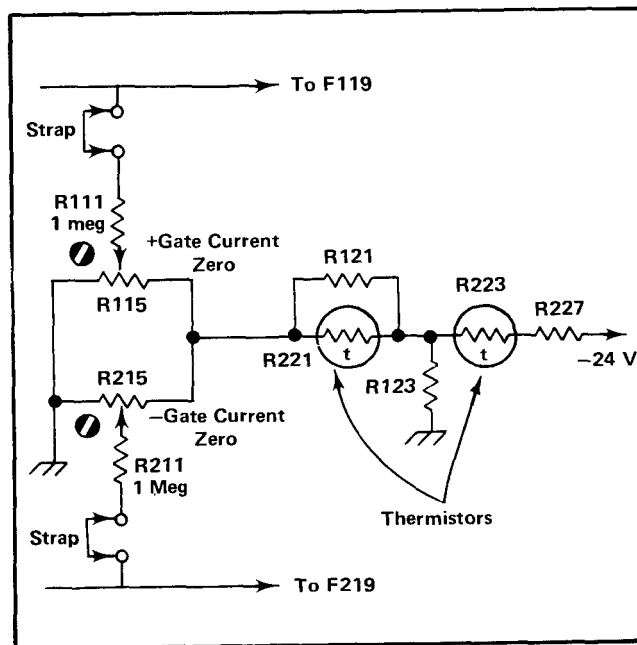 To F119
Strap
R111
1 meg
+Gate Current
Zero
R115
R121
R223
R227
R221
t
t
−24 V
R215
R123
−Gate Current
Zero
R211
1 Meg
Thermistors
Strap
To F219